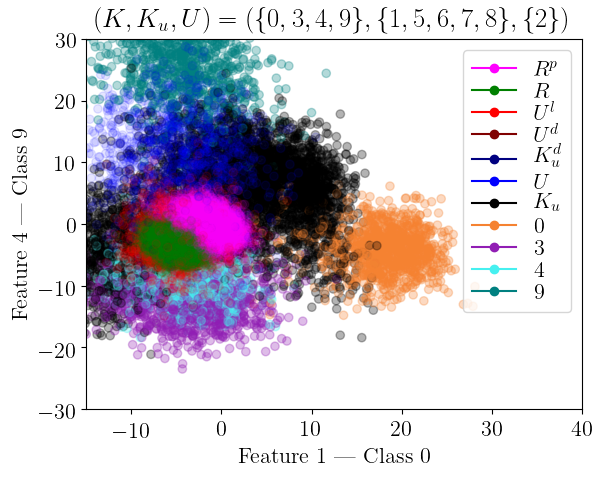 (K, K_u, U) = ({0, 3, 4, 9}, {1, 5, 6, 7, 8}, {2})
30
20
10
0
−10
−20
−30
Feature 4 — Class 9
R^p
R
U^l
U^d
K_u^d
U
K_u
0
3
4
9
−10
0
10
20
30
40
Feature 1 — Class 0